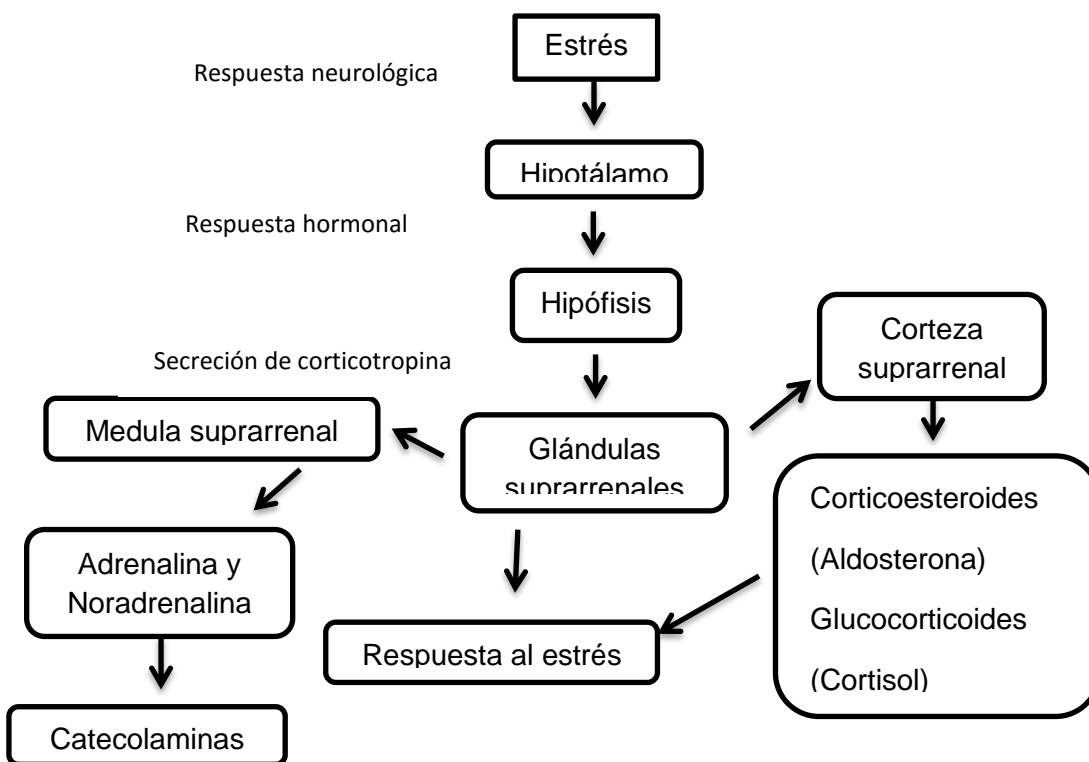 Estrés
Respuesta neurológica
Hipotálamo
Respuesta hormonal
Hipófisis
Corteza
suprarrenal
Secreción de corticotropina
Medula suprarrenal
Glándulas
suprarrenales
Corticoesteroides
(Aldosterona)
Glucocorticoides
(Cortisol)
Adrenalina y
Noradrenalina
Respuesta al estrés
Catecolaminas